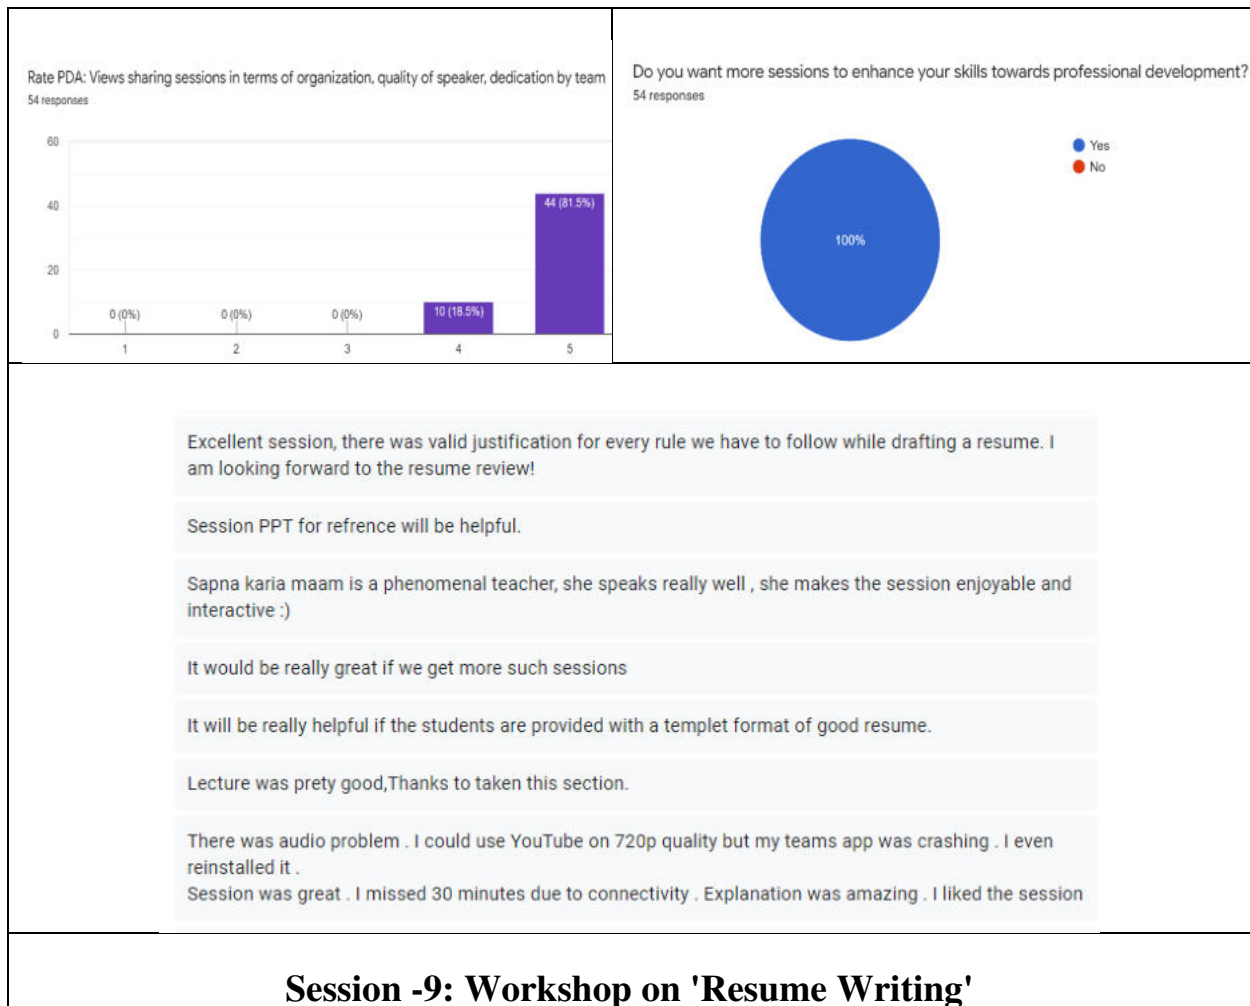 Rate PDA: Views sharing sessions in terms of organization, quality of speaker, dedication by team
54 responses
60
40
20
0
0 (0%)
0 (0%)
0 (0%)
10 (18.5%)
44 (81.5%)
1
2
3
4
5
Do you want more sessions to enhance your skills towards professional development?
54 responses
100%
Yes
No
Excellent session, there was valid justification for every rule we have to follow while drafting a resume. I
am looking forward to the resume review!
Session PPT for refrence will be helpful.
Sapna karia maam is a phenomenal teacher, she speaks really well , she makes the session enjoyable and
interactive :)
It would be really great if we get more such sessions
It will be really helpful if the students are provided with a templet format of good resume.
Lecture was prety good,Thanks to taken this section.
There was audio problem . I could use YouTube on 720p quality but my teams app was crashing . I even
reinstalled it .
Session was great . I missed 30 minutes due to connectivity . Explanation was amazing . I liked the session
Session -9: Workshop on 'Resume Writing'